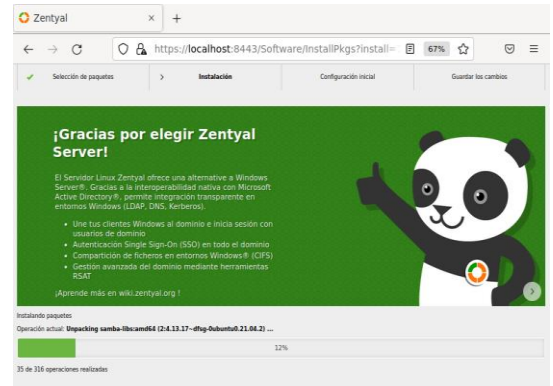 Zentyal
https://localhost:8443/Software/InstallPkgs?install=
67%
Selección de paquetes
Instalación
Configuración inicial
Guardar los cambios
¡Gracias por elegir Zentyal
Server!
El Servidor Linux Zentyal ofrece una alternative a Windows
Server®. Gracias a la interoperabilidad nativa con Microsoft
Active Directory®, permite integración transparente en
entornos Windows (LDAP, DNS, Kerberos).
• Une tus clientes Windows al dominio e inicia sesión con
usuarios de dominio
• Autenticación Single Sign-On (SSO) en todo el dominio
• Compartición de ficheros en entornos Windows® (CIFS)
• Gestión avanzada del dominio mediante herramientas
RSAT
¡Aprende más en wiki.zentyal.org !
Instalando paquetes
Operación actual: Unpacking samba-libs:amd64 (2:4.13.17~dfsg-0ubuntu0.21.04.2) ...
12%
35 de 316 operaciones realizadas